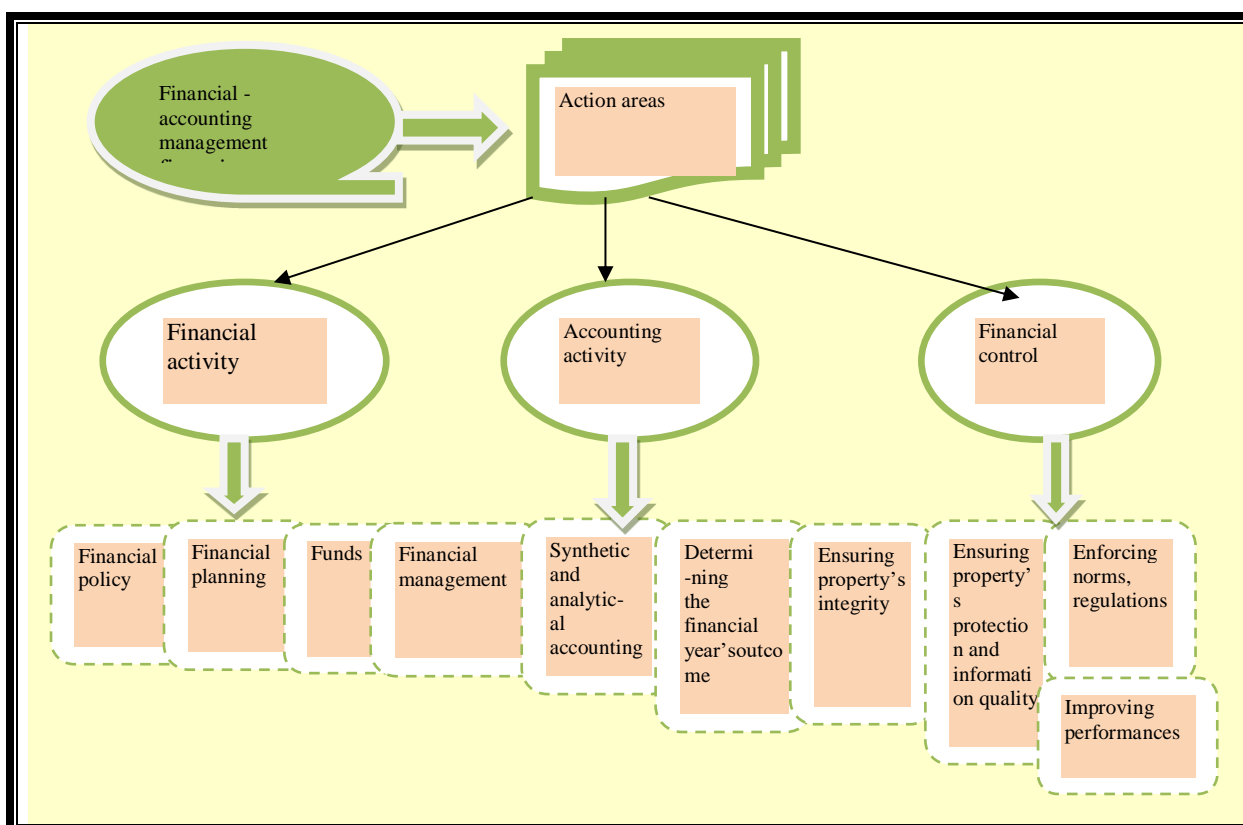 Financial -
accounting
management
Action areas
Financial
activity
Accounting
activity
Financial
control
Financial
policy
Financial
planning
Funds
Financial
management
Synthetic
and
analytic-
al
accounting
Determi
-ning
the
financial
year’soutco
me
Ensuring
property’s
integrity
Ensuring
property’
s
protectio
n and
informati
on quality
Enforcing
norms,
regulations
Improving
performances